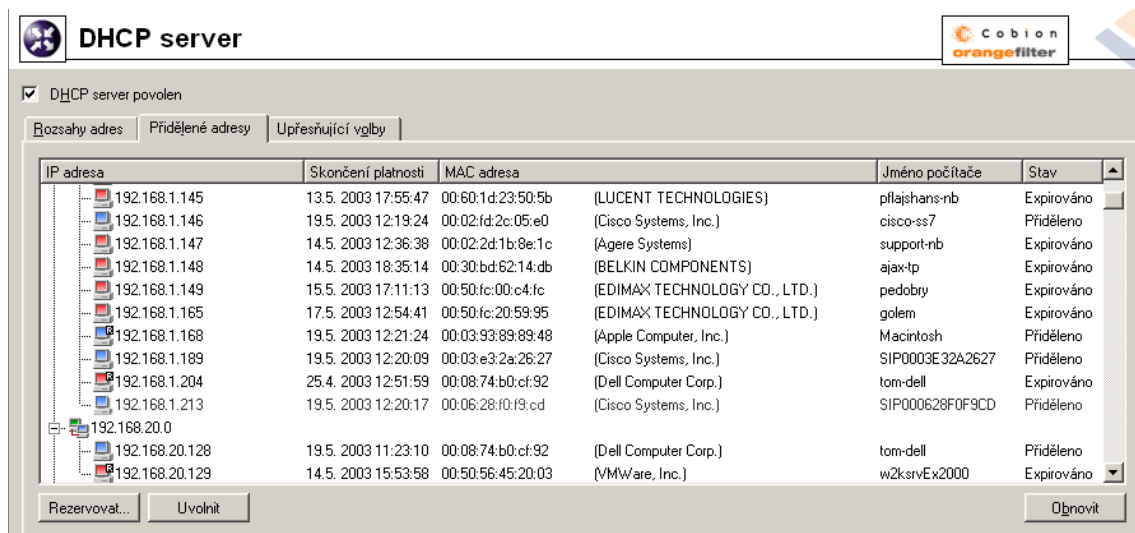 DHCP server
Cobion
orangefilter
DHCP server povolen
Rozsahy adres Přidělené adresy Upřesňující volby
IP adresa Skončení platnosti MAC adresa Jméno počítače Stav
192.168.1.145 13.5. 2003 17:55:47 00:60:1d:23:50:5b (LUCENT TECHNOLOGIES) pflajshans-nb Expirováno
192.168.1.146 19.5. 2003 12:19:24 00:02:fd:2c:05:e0 (Cisco Systems, Inc.) cisco-ss7 Přiděleno
192.168.1.147 14.5. 2003 12:36:38 00:02:2d:1b:8e:1c (Agere Systems) support-nb Expirováno
192.168.1.148 14.5. 2003 18:35:14 00:30:bd:62:14:db (BELKIN COMPONENTS) ajax-tp Expirováno
192.168.1.149 15.5. 2003 17:11:13 00:50:fc:00:c4:fc (EDIMAX TECHNOLOGY CO., LTD.) pedobry Expirováno
192.168.1.165 17.5. 2003 12:54:41 00:50:fc:20:59:95 (EDIMAX TECHNOLOGY CO., LTD.) golem Expirováno
R 192.168.1.168 19.5. 2003 12:21:24 00:03:93:89:89:48 (Apple Computer, Inc.) Macintosh Přiděleno
192.168.1.189 19.5. 2003 12:20:09 00:03:e3:2a:26:27 (Cisco Systems, Inc.) SIP0003E32A2627 Přiděleno
R 192.168.1.204 25.4. 2003 12:51:59 00:08:74:b0:cf:92 (Dell Computer Corp.) tom-dell Expirováno
192.168.1.213 19.5. 2003 12:20:17 00:06:28:f0:f9:cd (Cisco Systems, Inc.) SIP000628F0F9CD Přiděleno
192.168.20.0
192.168.20.128 19.5. 2003 11:23:10 00:08:74:b0:cf:92 (Dell Computer Corp.) tom-dell Přiděleno
R 192.168.20.129 14.5. 2003 15:53:58 00:50:56:45:20:03 (VMWare, Inc.) w2ksrvEx2000 Expirováno
Rezervovat... Uvolnit Obnovit